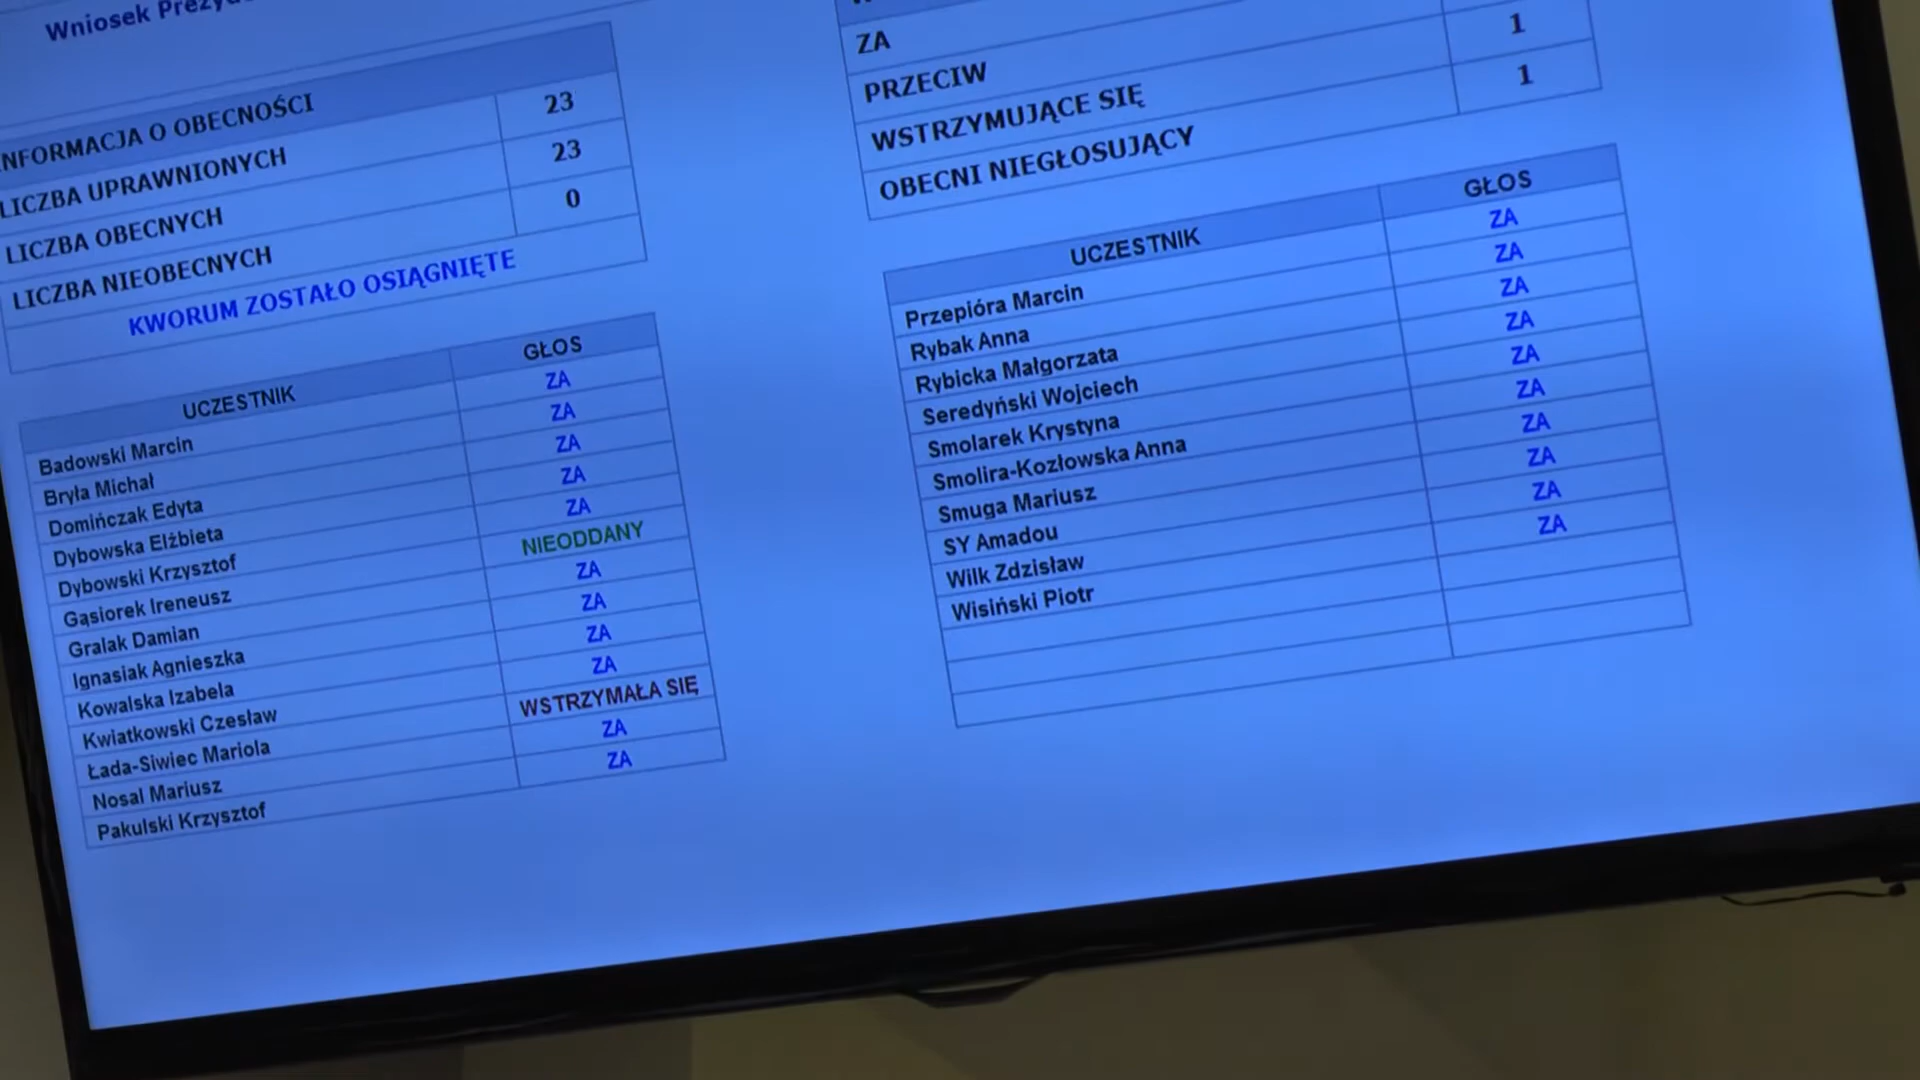 Wniosek
INFORMACJA O OBECNOŚCI
LICZBA UPRAWNIONYCH 23
LICZBA OBECNYCH 23
LICZBA NIEOBECNYCH 0
KWORUM ZOSTAŁO OSIĄGNIĘTE
UCZESTNIK GŁOS
Badowski Marcin ZA
Bryła Michał ZA
Domińczak Edyta ZA
Dybowska Elżbieta ZA
Dybowski Krzysztof ZA
Gąsiorek Ireneusz NIEODDANY
Gralak Damian ZA
Ignasiak Agnieszka ZA
Kowalska Izabela ZA
Kwiatkowski Czesław ZA
Łada-Siwiec Mariola WSTRZYMAŁA SIĘ
Nosal Mariusz ZA
Pakulski Krzysztof ZA
ZA
PRZECIW
WSTRZYMUJĄCE SIĘ 1
OBECNI NIEGŁOSUJĄCY 1
UCZESTNIK GŁOS
Przepióra Marcin ZA
Rybak Anna ZA
Rybicka Małgorzata ZA
Seredyński Wojciech ZA
Smolarek Krystyna ZA
Smolira-Kozłowska Anna ZA
Smuga Mariusz ZA
SY Amadou ZA
Wilk Zdzisław ZA
Wisiński Piotr ZA